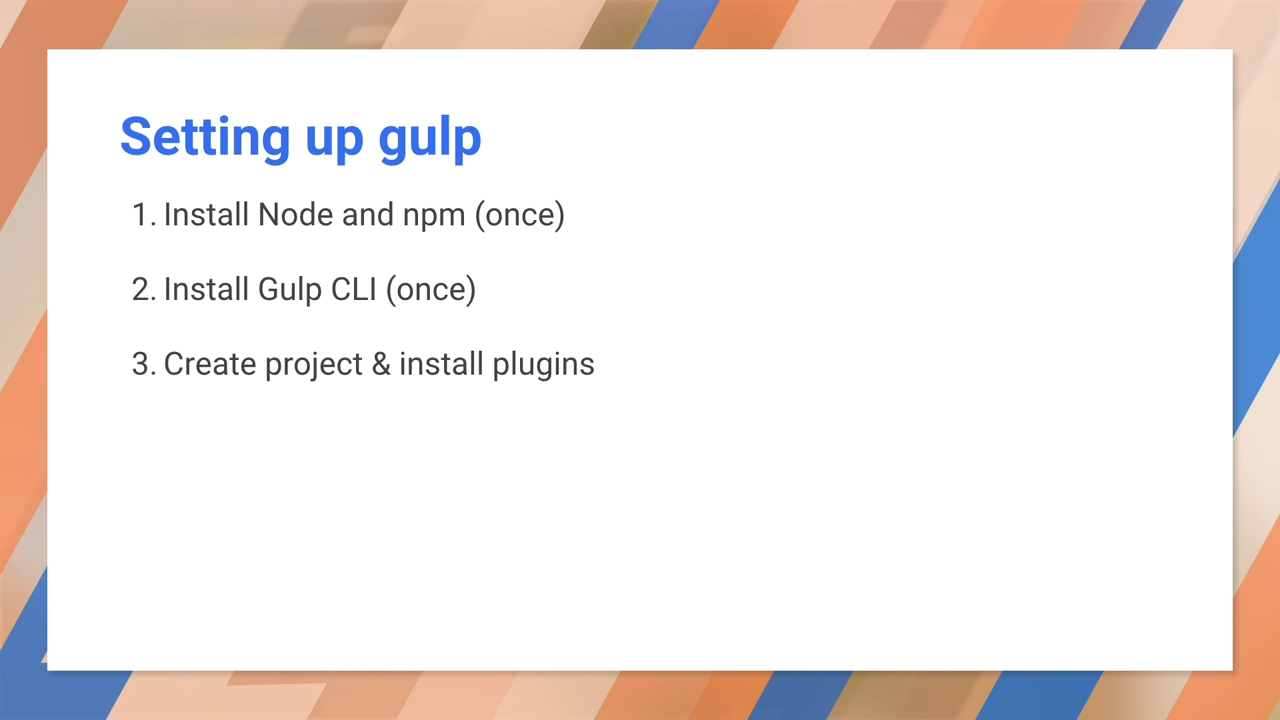 Setting up gulp
1. Install Node and npm (once)
2. Install Gulp CLI (once)
3. Create project & install plugins